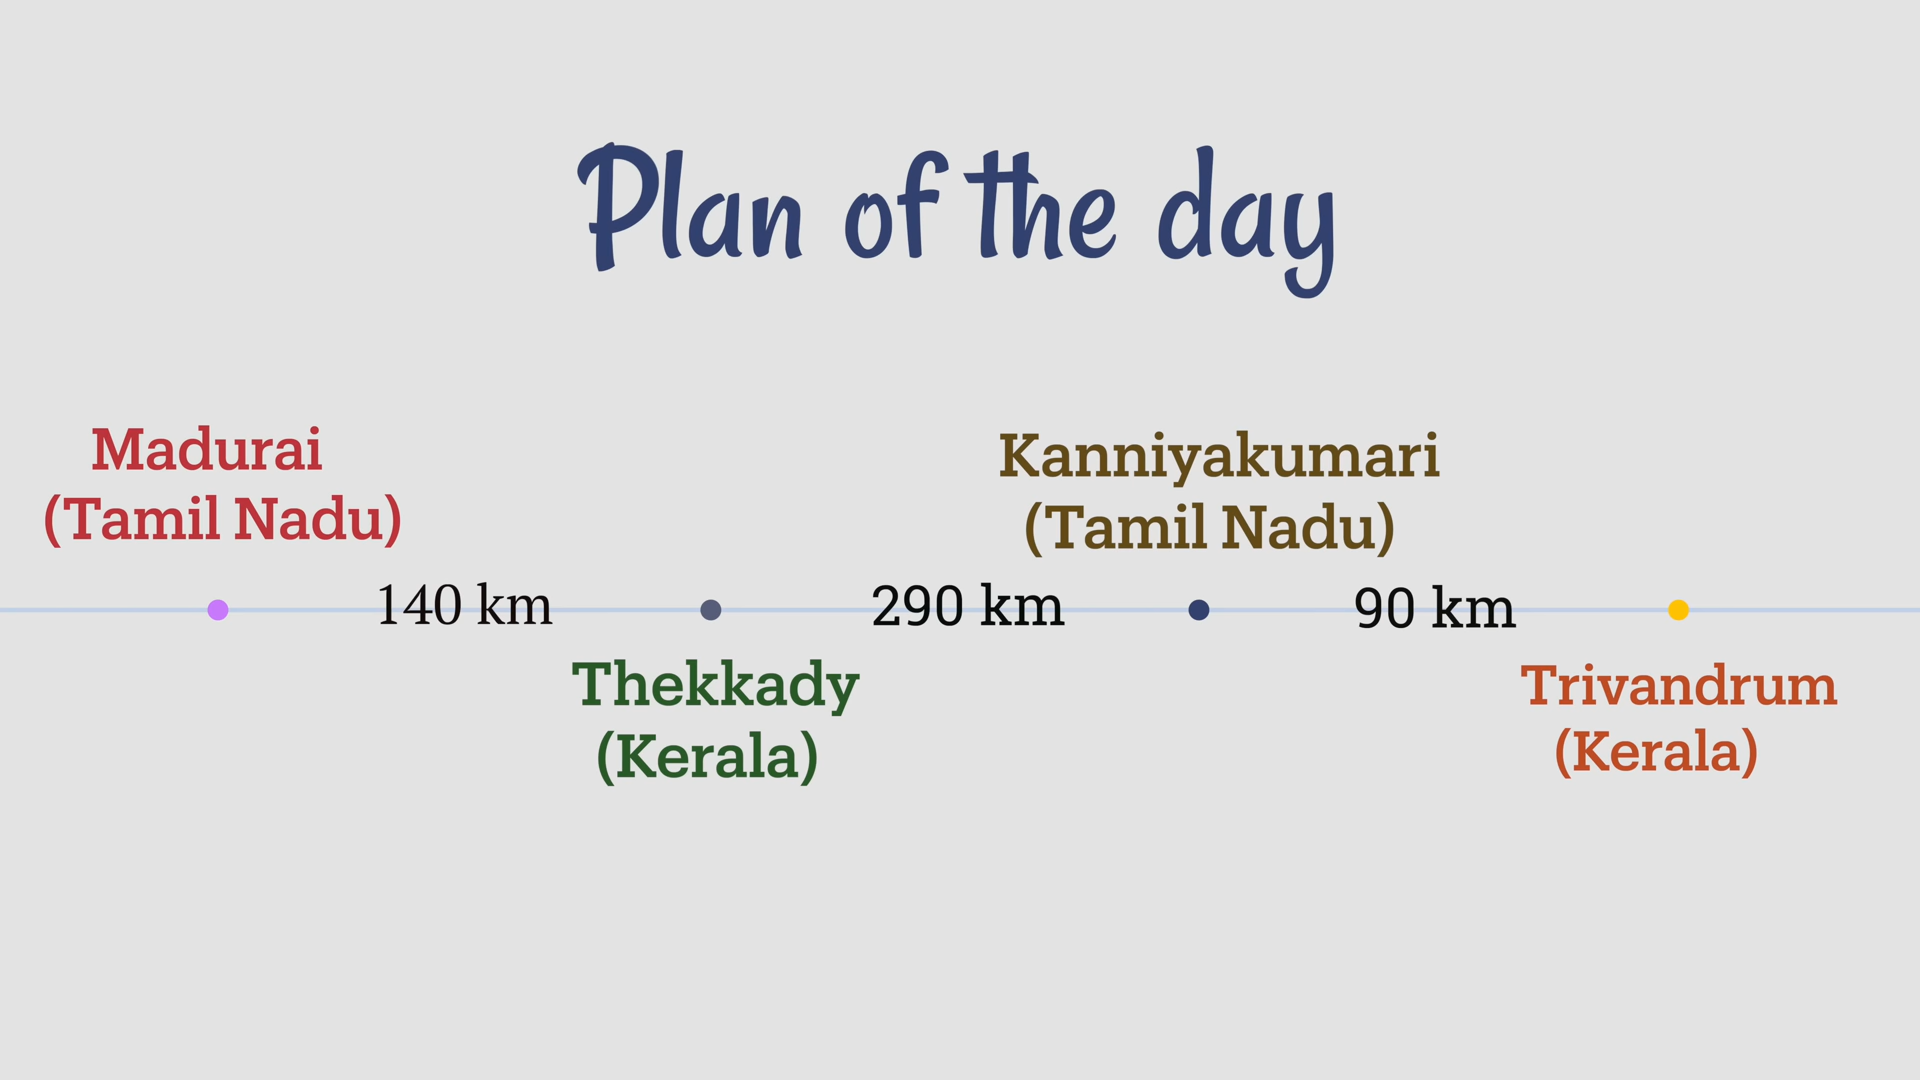 Plan of the day
Madurai
(Tamil Nadu)
Kanniyakumari
(Tamil Nadu)
140 km
290 km
90 km
Thekkady
(Kerala)
Trivandrum
(Kerala)